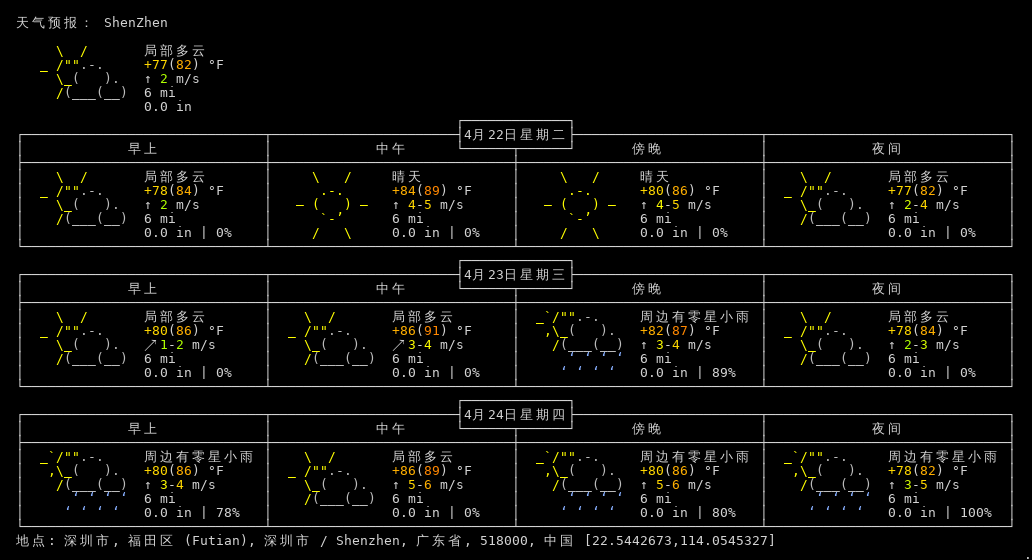 天气预报： ShenZhen
局部多云
+77(82) °F
↑ 2 m/s
6 mi
0.0 in
4月22日星期二
早上 中午 傍晚 夜间
局部多云 晴天 晴天 局部多云
+78(84) °F +84(89) °F +80(86) °F +77(82) °F
↑ 2 m/s ↑ 4-5 m/s ↑ 4-5 m/s ↑ 2-4 m/s
6 mi 6 mi 6 mi 6 mi
0.0 in | 0% 0.0 in | 0% 0.0 in | 0% 0.0 in | 0%
4月23日星期三
早上 中午 傍晚 夜间
局部多云 局部多云 周边有零星小雨 局部多云
+80(86) °F +86(91) °F +82(87) °F +78(84) °F
↗ 1-2 m/s ↗ 3-4 m/s ↑ 3-4 m/s ↑ 2-3 m/s
6 mi 6 mi 6 mi 6 mi
0.0 in | 0% 0.0 in | 0% 0.0 in | 89% 0.0 in | 0%
4月24日星期四
早上 中午 傍晚 夜间
周边有零星小雨 局部多云 周边有零星小雨 周边有零星小雨
+80(86) °F +86(89) °F +80(86) °F +78(82) °F
↑ 3-4 m/s ↑ 5-6 m/s ↑ 5-6 m/s ↑ 3-5 m/s
6 mi 6 mi 6 mi 6 mi
0.0 in | 78% 0.0 in | 0% 0.0 in | 80% 0.0 in | 100%
地点: 深圳市, 福田区 (Futian), 深圳市 / Shenzhen, 广东省, 518000, 中国 [22.5442673,114.0545327]